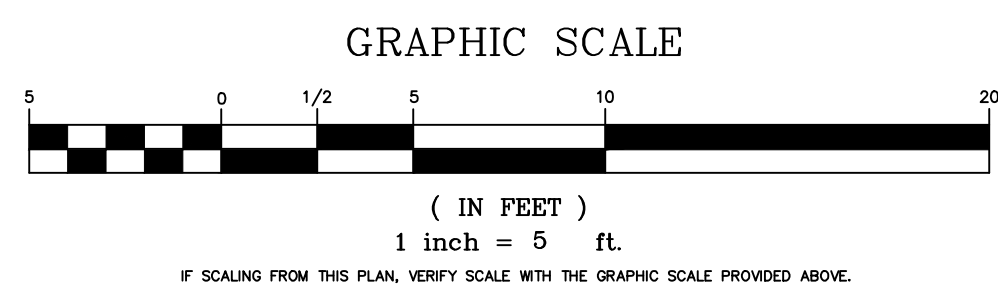 GRAPHIC SCALE
5 0 1/2 5 10 20
( IN FEET )
1 inch = 5 ft.
IF SCALING FROM THIS PLAN, VERIFY SCALE WITH THE GRAPHIC SCALE PROVIDED ABOVE.